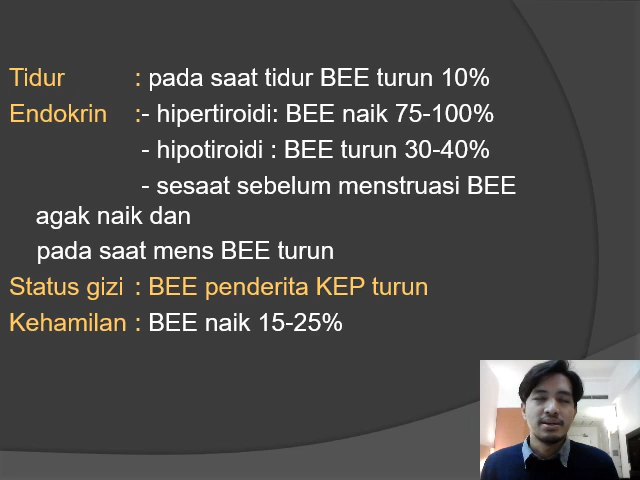 Tidur : pada saat tidur BEE turun 10%
Endokrin :- hipertiroidi: BEE naik 75-100%
- hipotiroidi : BEE turun 30-40%
- sesaat sebelum menstruasi BEE
agak naik dan
pada saat mens BEE turun
Status gizi : BEE penderita KEP turun
Kehamilan : BEE naik 15-25%